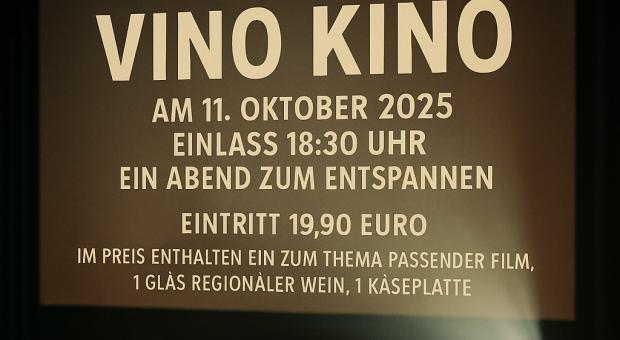 VINO KINO
AM 11. OKTOBER 2025
EINLASS 18:30 UHR
EIN ABEND ZUM ENTSPANNEN
EINTRITT 19,90 EURO
IM PREIS ENTHALTEN EIN ZUM THEMA PASSENDER FILM,
1 GLÀS REGIONÀLER WEIN, 1 KÀSEPLATTE